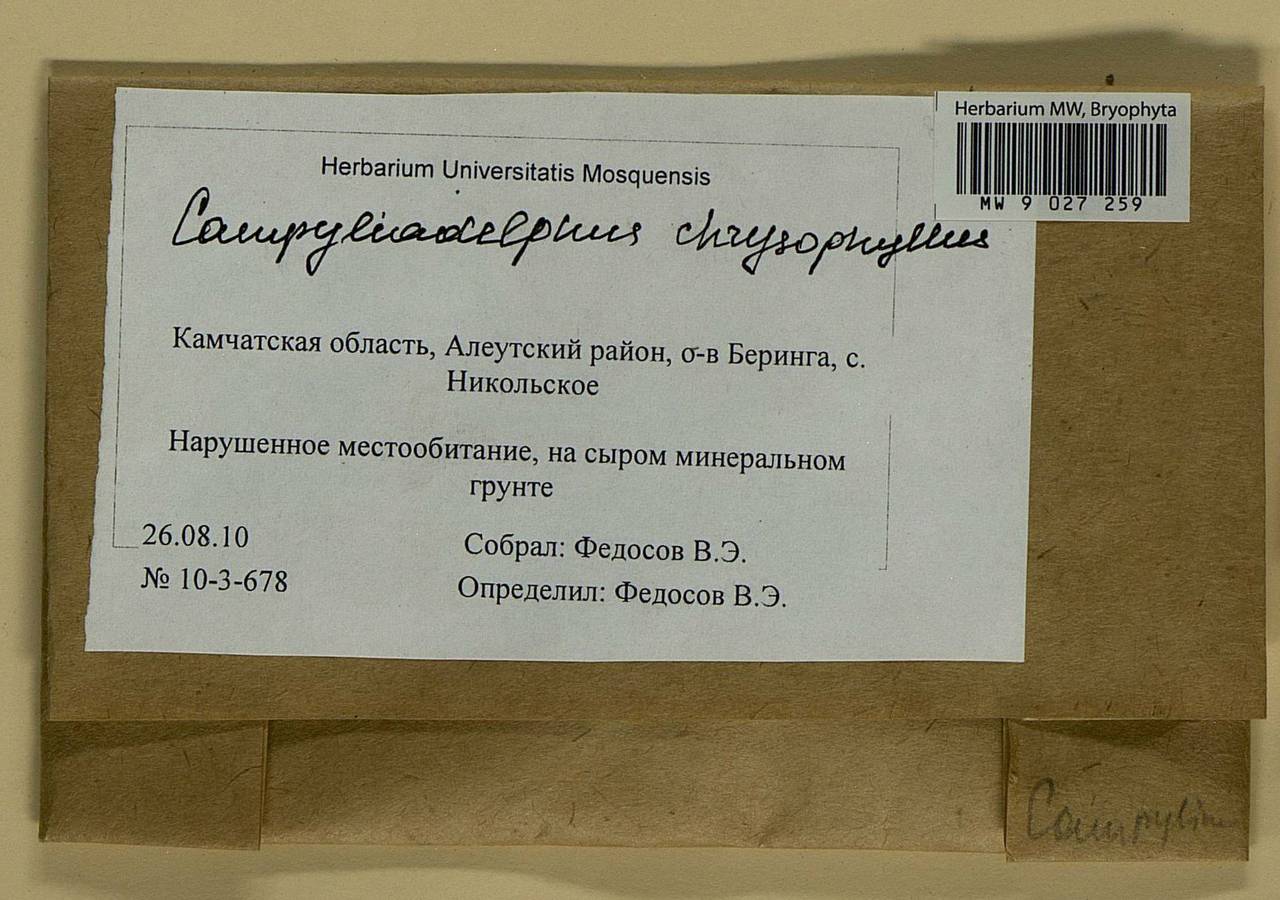 Herbarium MW, Bryophyta
MW 9 027 259
Herbarium Universitatis Mosquensis
Campyliadelphus chrysophyllus
Камчатская область, Алеутский район, о-в Беринга, с.
Никольское
Нарушенное местообитание, на сыром минеральном
грунте
26.08.10
Собрал: Федосов В.Э.
№ 10-3-678
Определил: Федосов В.Э.
Campylium